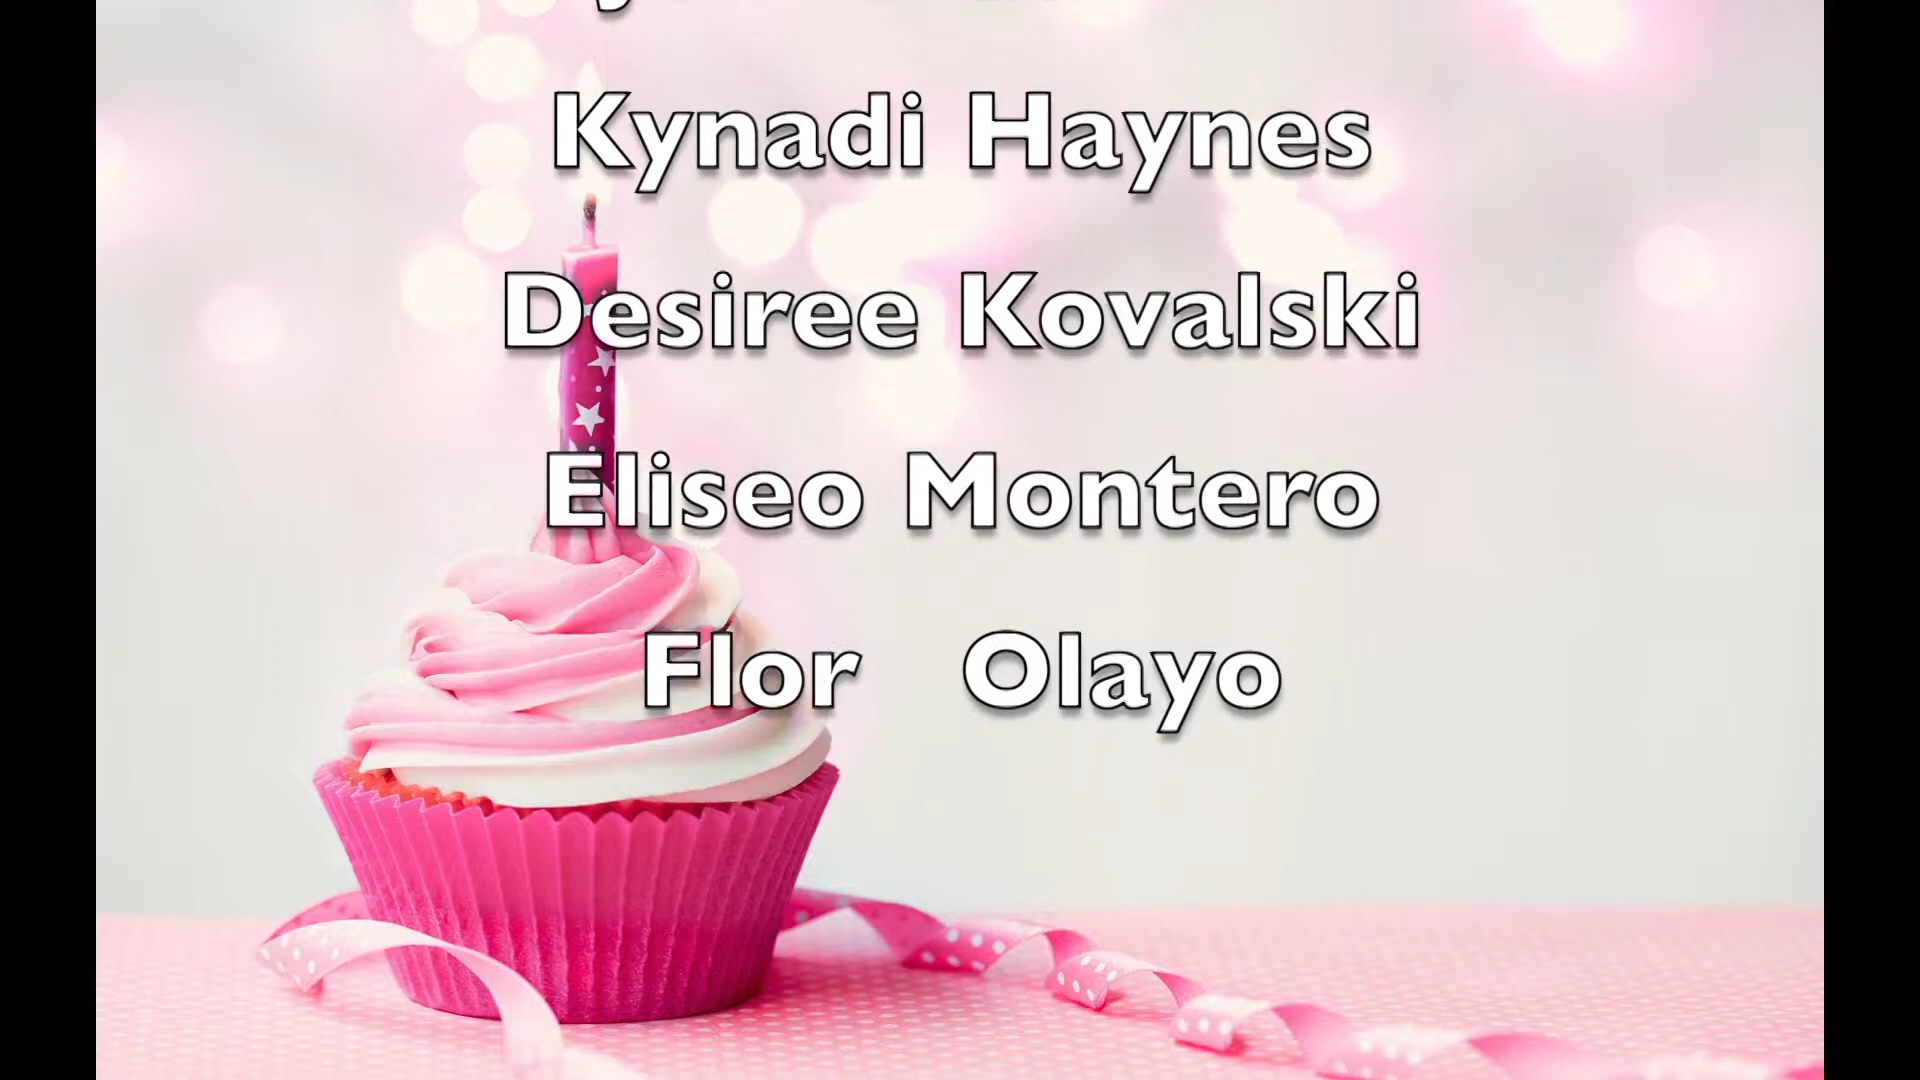 Kynadi Haynes
Desiree Kovalski
Eliseo Montero
Flor Olayo